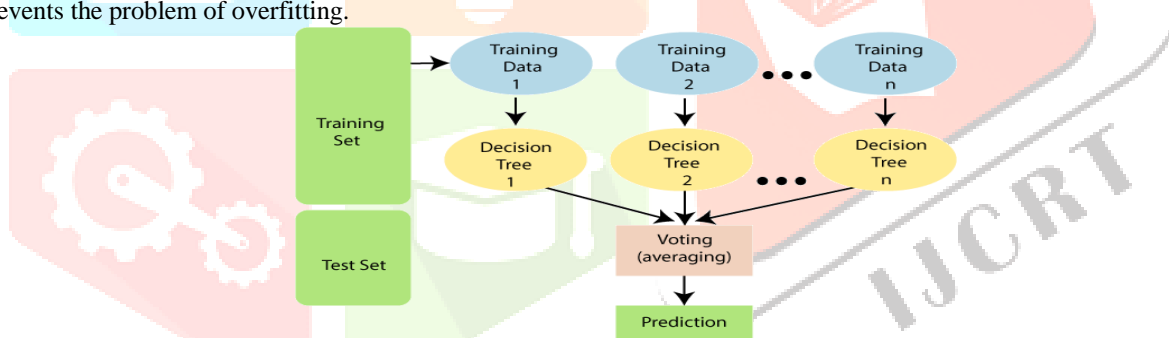 events the problem of overfitting.
Training
Data
1
Training
Data
2
Training
Data
n
Training
Set
Decision
Tree
1
Decision
Tree
2
Decision
Tree
n
Test Set
Voting
(averaging)
Prediction
IJCRT